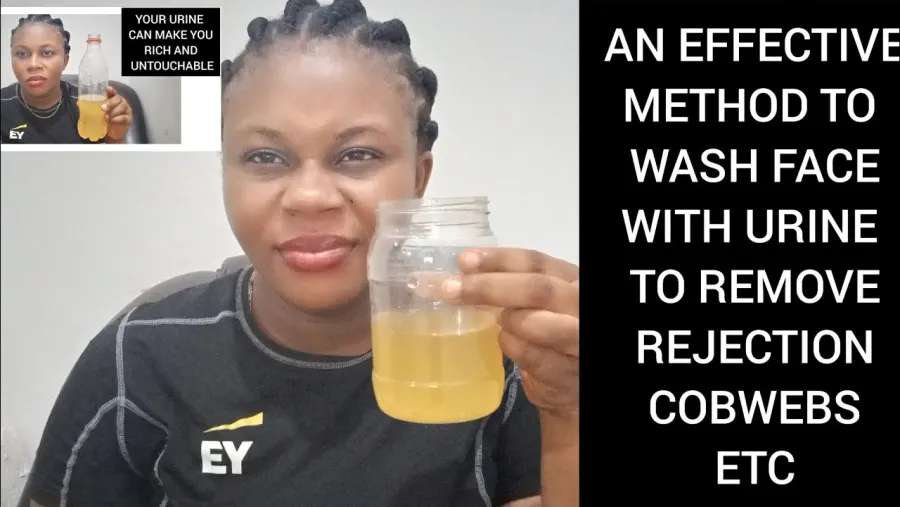 YOUR URINE
CAN MAKE YOU
RICH AND
UNTOUCHABLE
EY
EY
AN EFFECTIVE
METHOD TO
WASH FACE
WITH URINE
TO REMOVE
REJECTION
COBWEBS
ETC